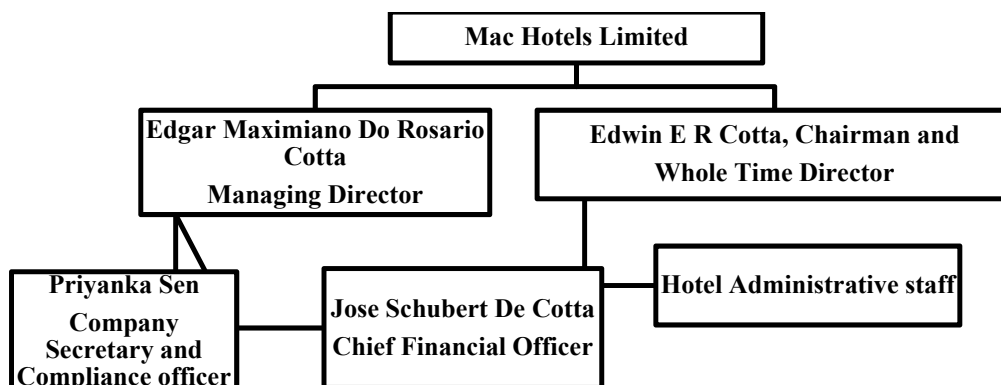 Mac Hotels Limited
Edgar Maximiano Do Rosario
Cotta
Managing Director
Edwin E R Cotta, Chairman and
Whole Time Director
Priyanka Sen
Company
Secretary and
Compliance officer
Jose Schubert De Cotta
Chief Financial Officer
Hotel Administrative staff